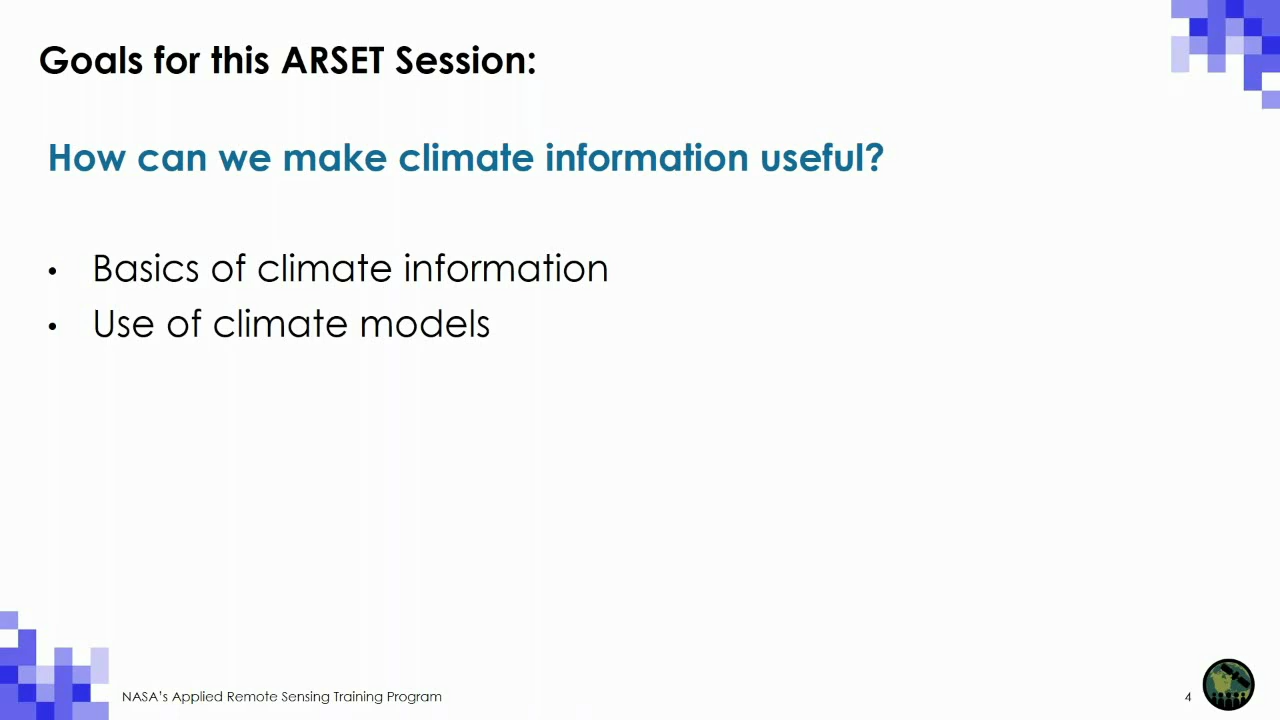 Goals for this ARSET Session:
How can we make climate information useful?
• Basics of climate information
• Use of climate models
NASA's Applied Remote Sensing Training Program
4